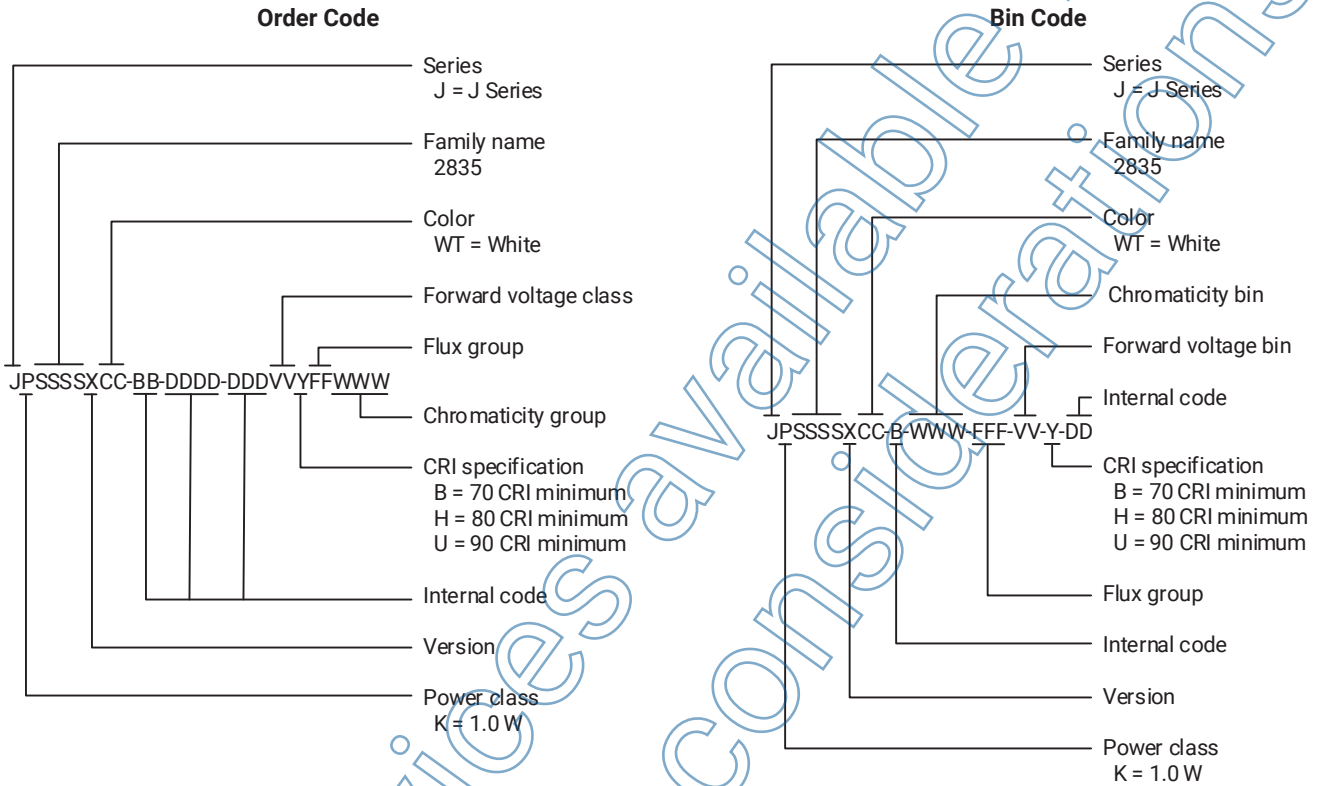 Order Code
Series
J = J Series
Family name
2835
Color
WT = White
Forward voltage class
Flux group
JPSSSSXCC-BB-DDDD-DDDVVYFFWWW
Chromaticity group
CRI specification
B = 70 CRI minimum
H = 80 CRI minimum
U = 90 CRI minimum
Internal code
Version
Power class
K = 1.0 W
Bin Code
Series
J = J Series
Family name
2835
Color
WT = White
Chromaticity bin
Forward voltage bin
Internal code
JPSSSSXCC-B-WWW-FFF-VV-Y-DD
CRI specification
B = 70 CRI minimum
H = 80 CRI minimum
U = 90 CRI minimum
Flux group
Internal code
Version
Power class
K = 1.0 W
available
considerations